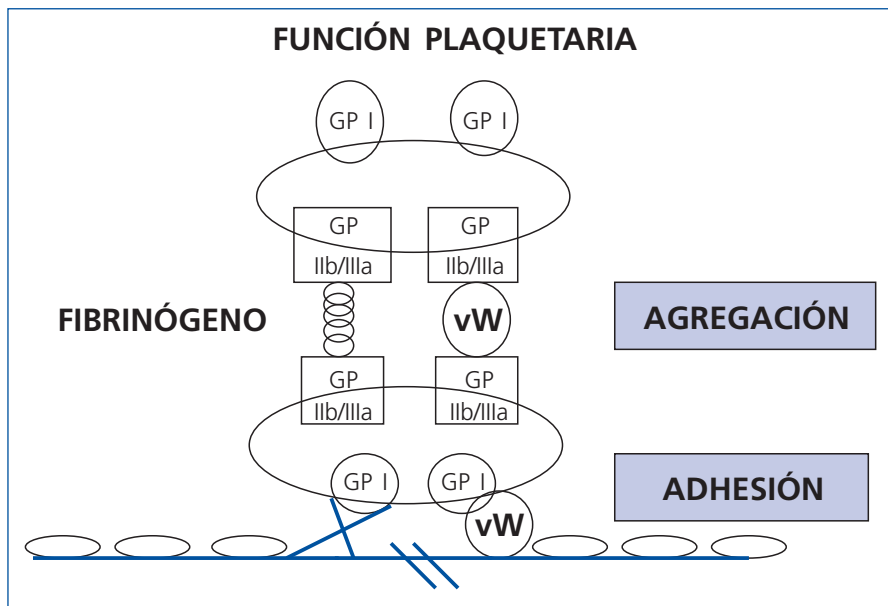 FUNCIÓN PLAQUETARIA
GP I GP I
GP GP
IIb/IIIa IIb/IIIa
FIBRINÓGENO vW AGREGACIÓN
GP GP
IIb/IIIa IIb/IIIa
GP I GP I ADHESIÓN
vW